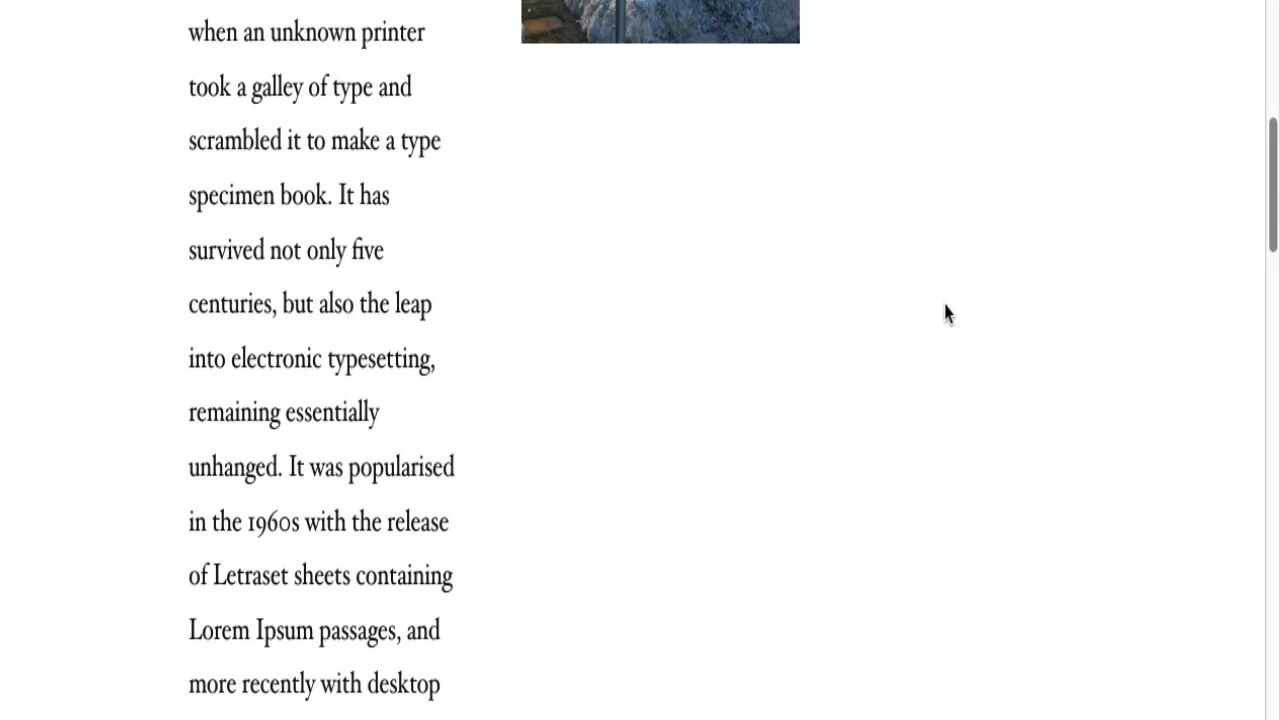 when an unknown printer
took a galley of type and
scrambled it to make a type
specimen book. It has
survived not only five
centuries, but also the leap
into electronic typesetting,
remaining essentially
unhanged. It was popularised
in the 1960s with the release
of Letraset sheets containing
Lorem Ipsum passages, and
more recently with desktop